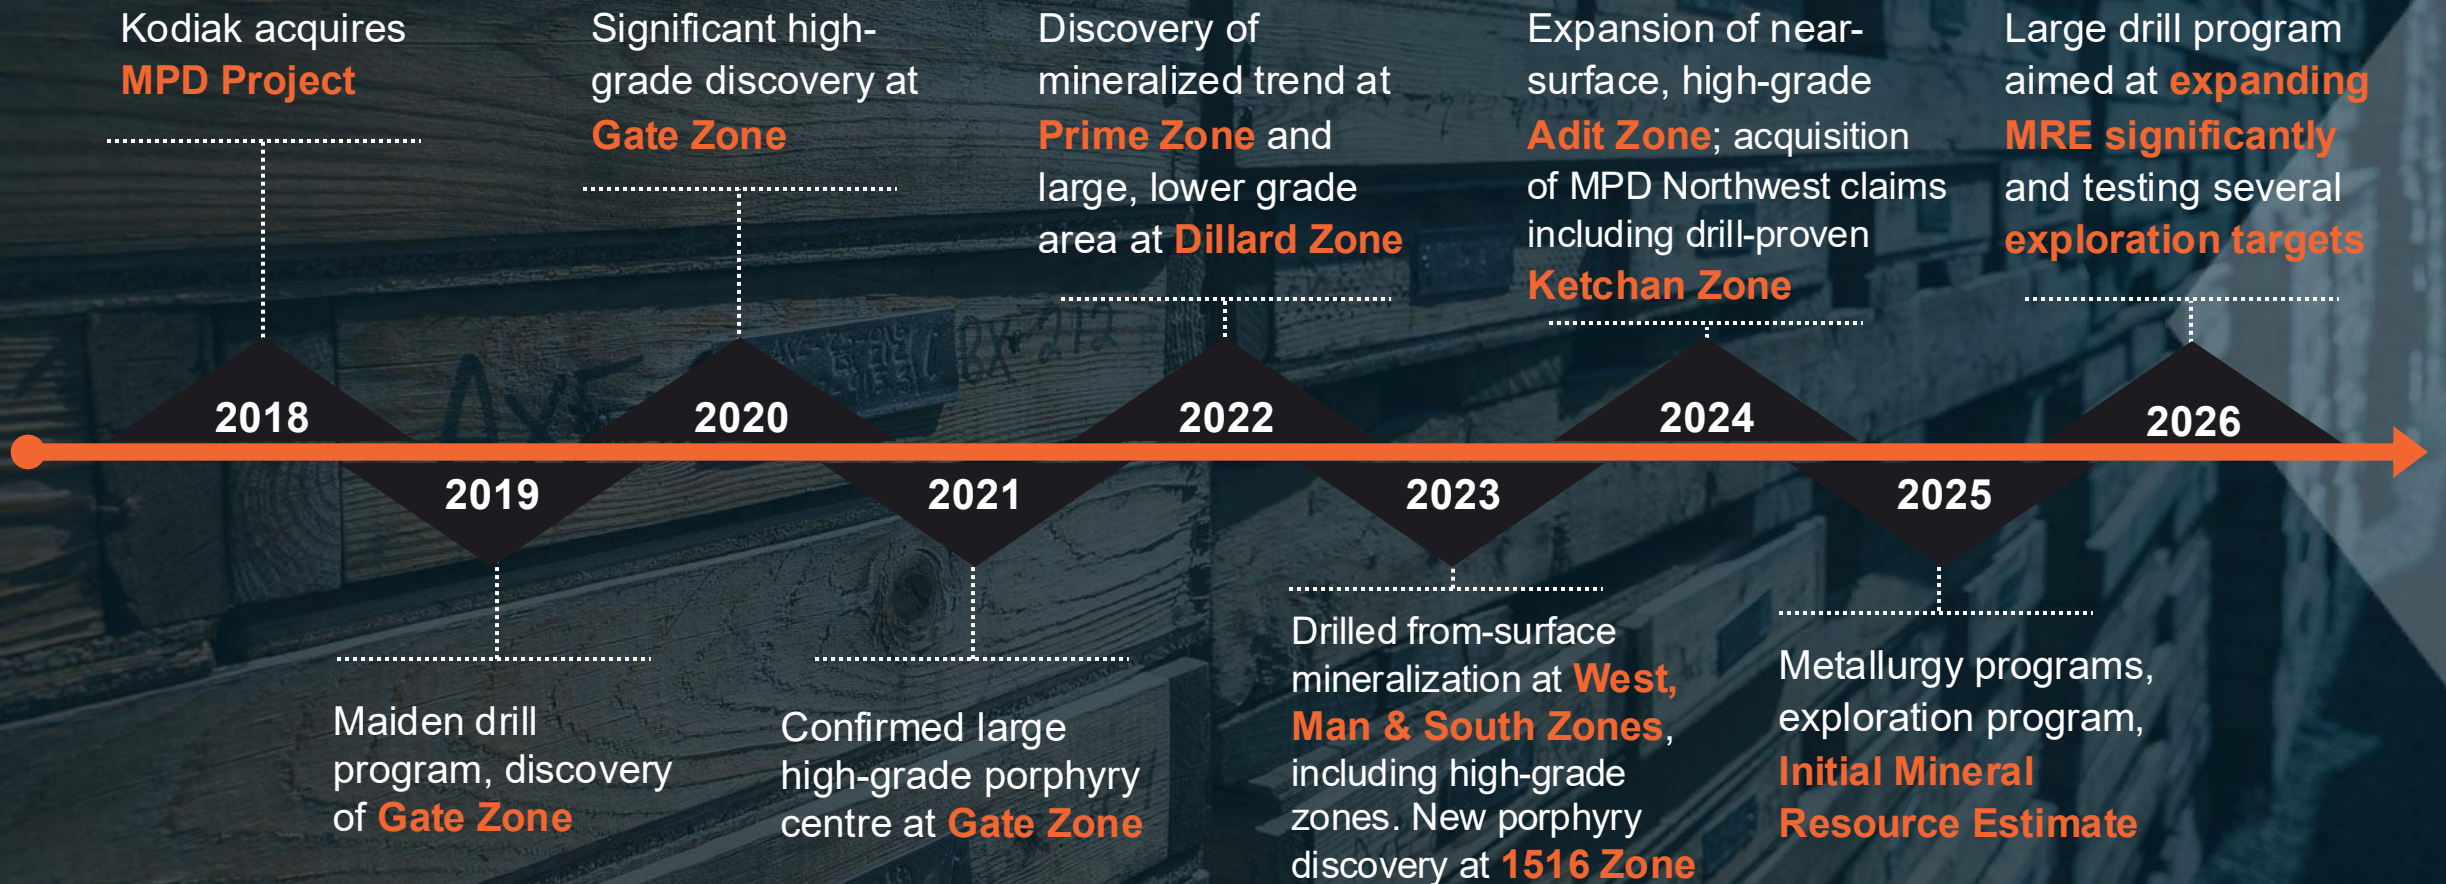 Kodiak acquires
MPD Project
Significant high-
grade discovery at
Gate Zone
Discovery of
mineralized trend at
Prime Zone and
large, lower grade
area at Dillard Zone
Expansion of near-
surface, high-grade
Adit Zone; acquisition
of MPD Northwest claims
including drill-proven
Ketchan Zone
Large drill program
aimed at expanding
MRE significantly
and testing several
exploration targets
AXE
BX-212
2018
2020
2022
2024
2026
2019
2021
2023
2025
Maiden drill
program, discovery
of Gate Zone
Confirmed large
high-grade porphyry
centre at Gate Zone
Drilled from-surface
mineralization at West,
Man & South Zones,
including high-grade
zones. New porphyry
discovery at 1516 Zone
Metallurgy programs,
exploration program,
Initial Mineral
Resource Estimate